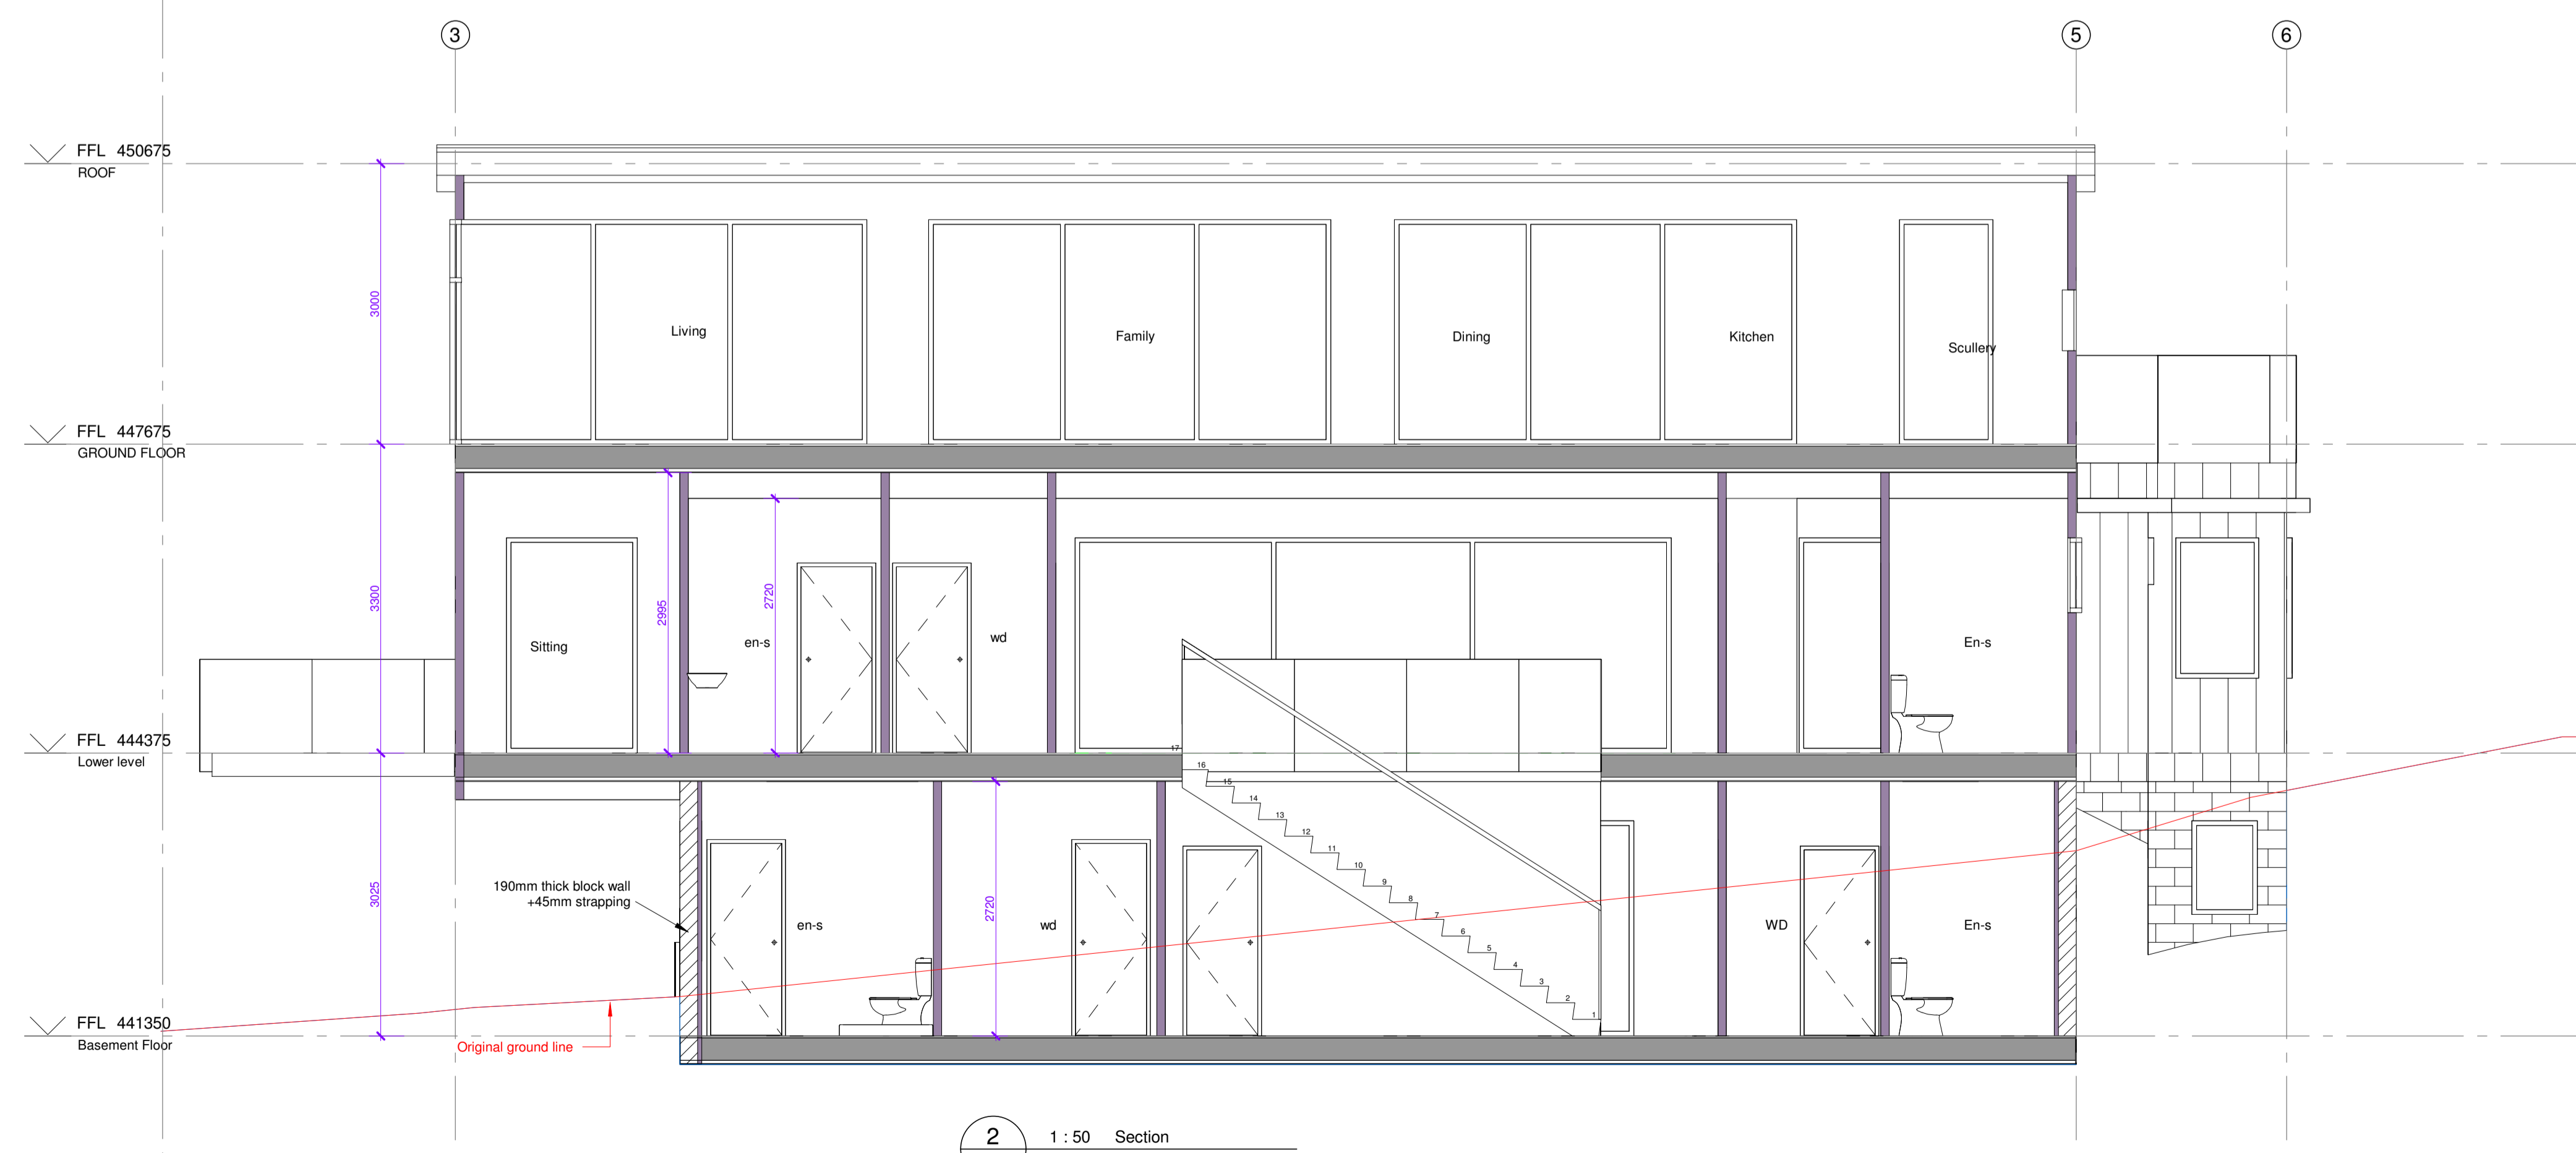 3
5
6
FFL 450675
ROOF
3000
Living
Family
Dining
Kitchen
Scullery
FFL 447675
GROUND FLOOR
3300
2995
2720
Sitting
en-s
wd
En-s
FFL 444375
Lower level
17
16
15
14
13
12
11
10
9
8
7
6
5
4
3
2
1
3025
190mm thick block wall
+45mm strapping
en-s
wd
2720
WD
En-s
FFL 441350
Basement Floor
Original ground line
2
1 : 50 Section